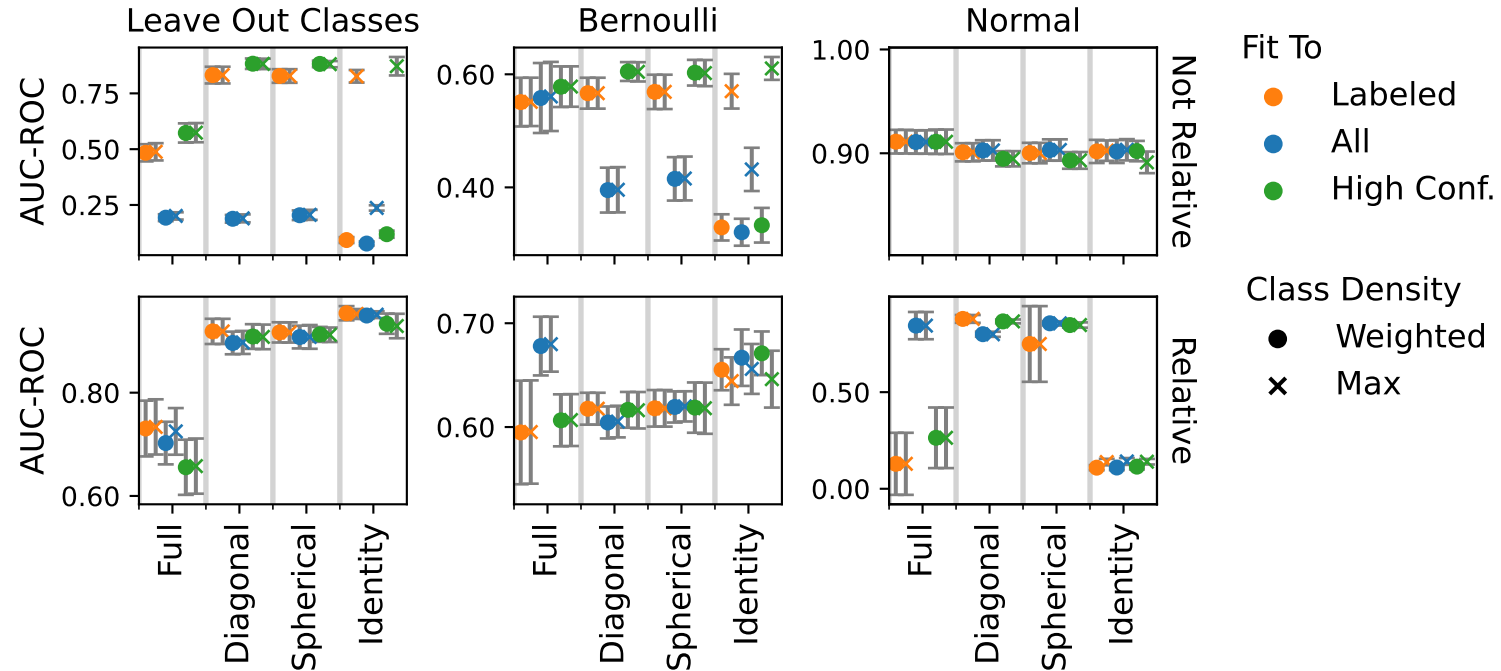 Leave Out Classes
Bernoulli
Normal
AUC-ROC
0.75
0.50
0.25
0.60
0.40
1.00
0.90
Not Relative
AUC-ROC
0.80
0.60
0.70
0.60
0.50
0.00
Relative
Full
Diagonal
Spherical
Identity
Full
Diagonal
Spherical
Identity
Full
Diagonal
Spherical
Identity
Fit To
Labeled
All
High Conf.
Class Density
Weighted
Max